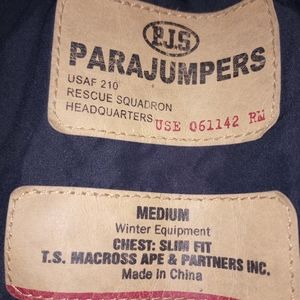 P.J.S
PARAJUMPERS
USAF 210
RESCUE SQUADRON
HEADQUARTERS USE 061142 RM
MEDIUM
Winter Equipment
CHEST: SLIM FIT
T.S. MACROSS APE & PARTNERS INC.
Made in China